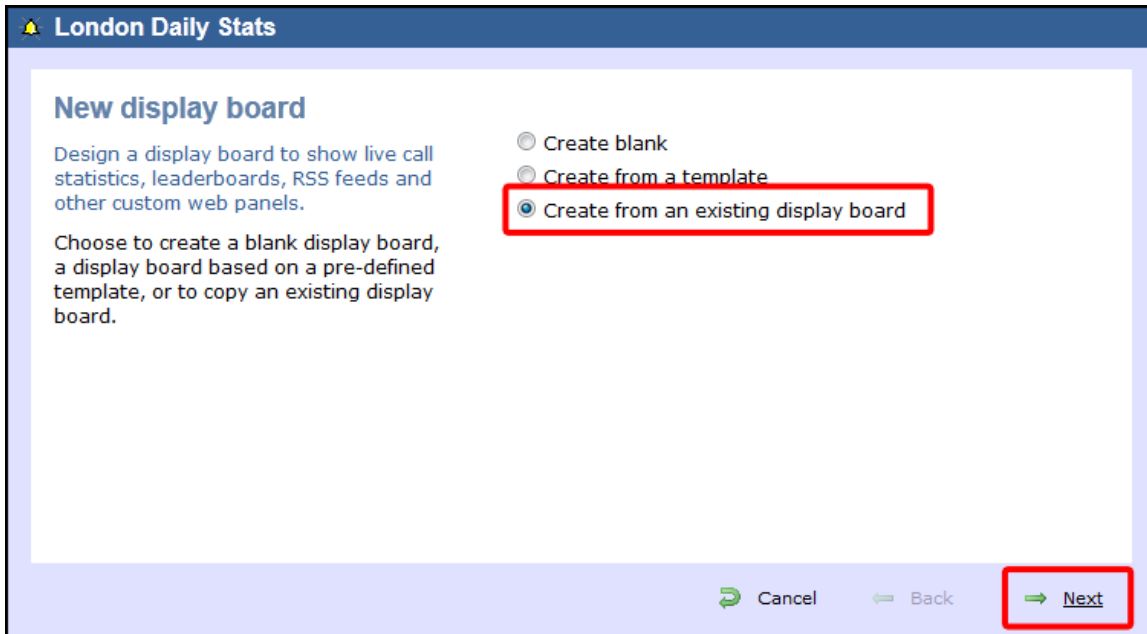 London Daily Stats
New display board
Design a display board to show live call
statistics, leaderboards, RSS feeds and
other custom web panels.
Choose to create a blank display board,
a display board based on a pre-defined
template, or to copy an existing display
board.
Create blank
Create from a template
Create from an existing display board
Cancel
Back
Next